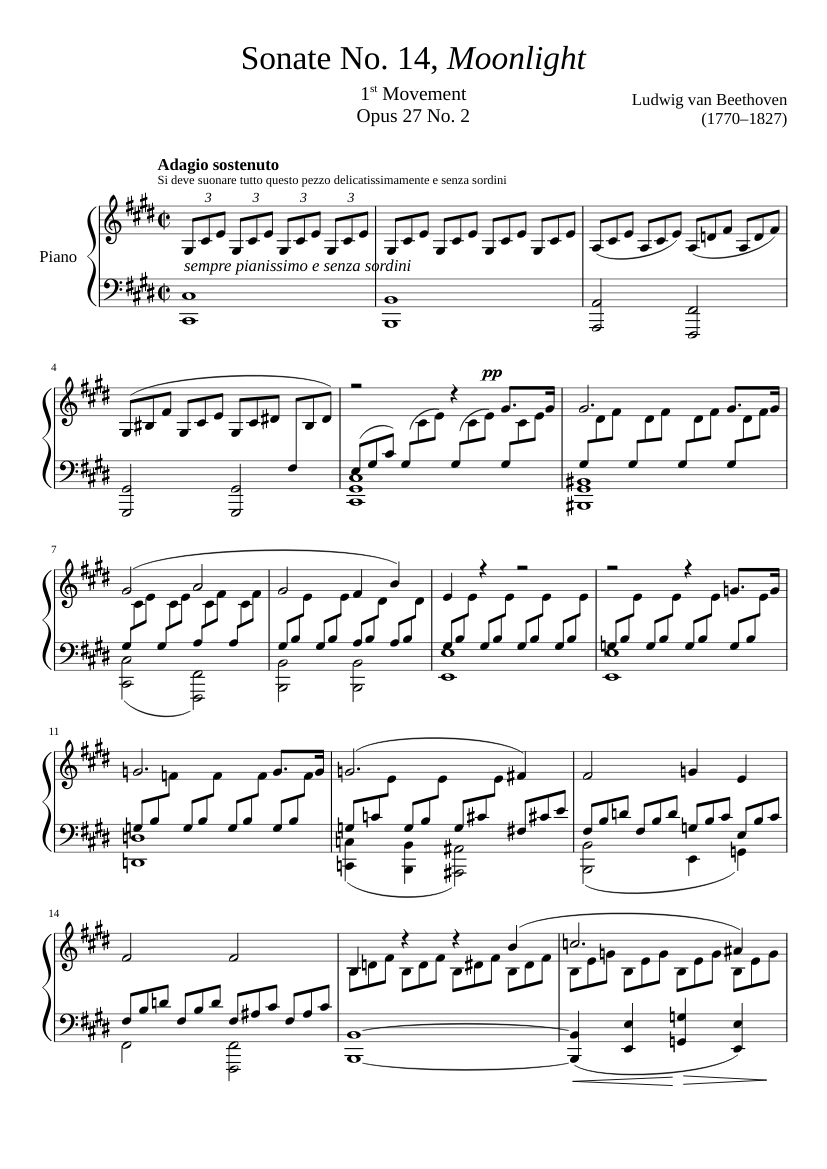 Sonate No. 14, Moonlight
1st Movement
Opus 27 No. 2
Ludwig van Beethoven
(1770–1827)
Adagio sostenuto
Si deve suonare tutto questo pezzo delicatissimamente e senza sordini
3 3 3 3
Piano
sempre pianissimo e senza sordini
4
pp
7
11
14